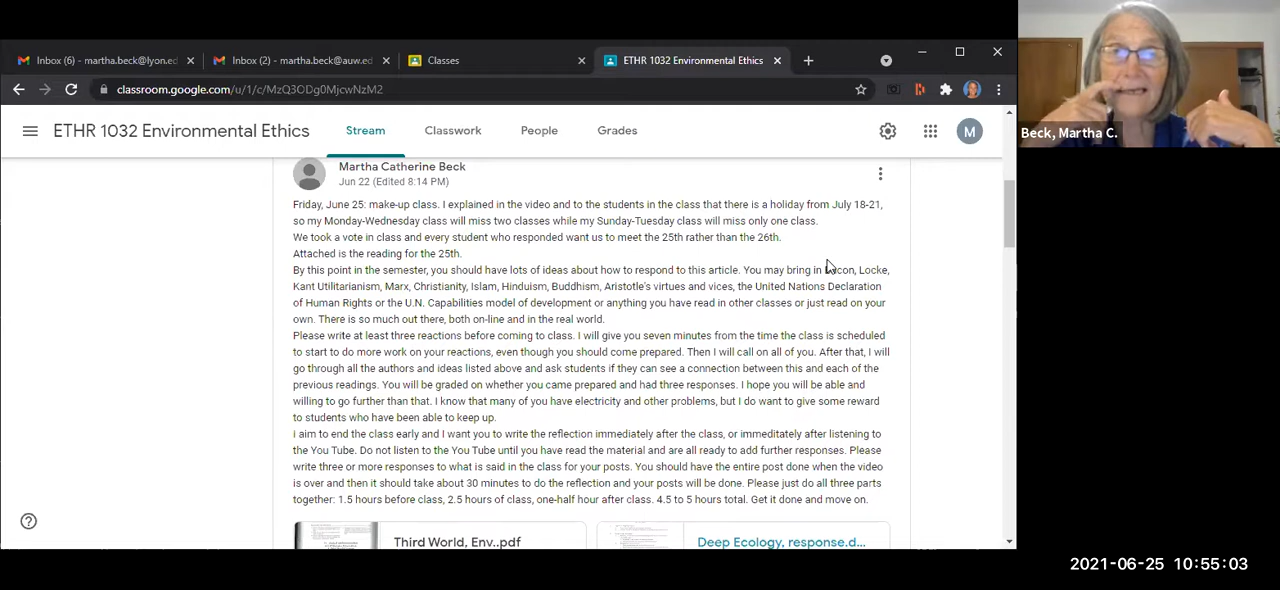 Inbox (6) - martha.beck@lyon.ed
Inbox (2) - martha.beck@auw.ed
Classes
ETHR 1032 Environmental Ethics
classroom.google.com/u/1/c/MzQ3ODg0MjcwNzM2
ETHR 1032 Environmental Ethics
Stream
Classwork
People
Grades
M
Beck, Martha C.
Martha Catherine Beck
Jun 22 (Edited 8:14 PM)
Friday, June 25: make-up class. I explained in the video and to the students in the class that there is a holiday from July 18-21,
so my Monday-Wednesday class will miss two classes while my Sunday-Tuesday class will miss only one class.
We took a vote in class and every student who responded want us to meet the 25th rather than the 26th.
Attached is the reading for the 25th.
By this point in the semester, you should have lots of ideas about how to respond to this article. You may bring in Bacon, Locke,
Kant Utilitarianism, Marx, Christianity, Islam, Hinduism, Buddhism, Aristotle's virtues and vices, the United Nations Declaration
of Human Rights or the U.N. Capabilities model of development or anything you have read in other classes or just read on your
own. There is so much out there, both on-line and in the real world.
Please write at least three reactions before coming to class. I will give you seven minutes from the time the class is scheduled
to start to do more work on your reactions, even though you should come prepared. Then I will call on all of you. After that, I will
go through all the authors and ideas listed above and ask students if they can see a connection between this and each of the
previous readings. You will be graded on whether you came prepared and had three responses. I hope you will be able and
willing to go further than that. I know that many of you have electricity and other problems, but I do want to give some reward
to students who have been able to keep up.
I aim to end the class early and I want you to write the reflection immediately after the class, or immeditately after listening to
the You Tube. Do not listen to the You Tube until you have read the material and are all ready to add further responses. Please
write three or more responses to what is said in the class for your posts. You should have the entire post done when the video
is over and then it should take about 30 minutes to do the reflection and your posts will be done. Please just do all three parts
together: 1.5 hours before class, 2.5 hours of class, one-half hour after class. 4.5 to 5 hours total. Get it done and move on.
Third World, Env..pdf
Deep Ecology, response.d...
2021-06-25 10:55:03